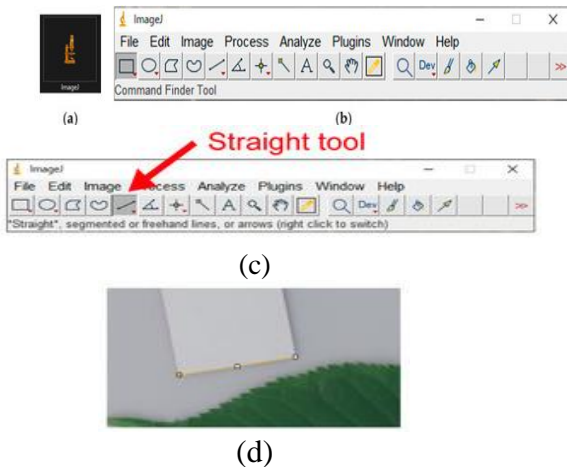 ImageJ
File Edit Image Process Analyze Plugins Window Help
A Dev >>
Command Finder Tool
ImageJ
(a)
(b)
Straight tool
ImageJ
File Edit Image Process Analyze Plugins Window Help
A Dev >>
"Straight", segmented or freehand lines, or arrows (right click to switch)
(c)
(d)